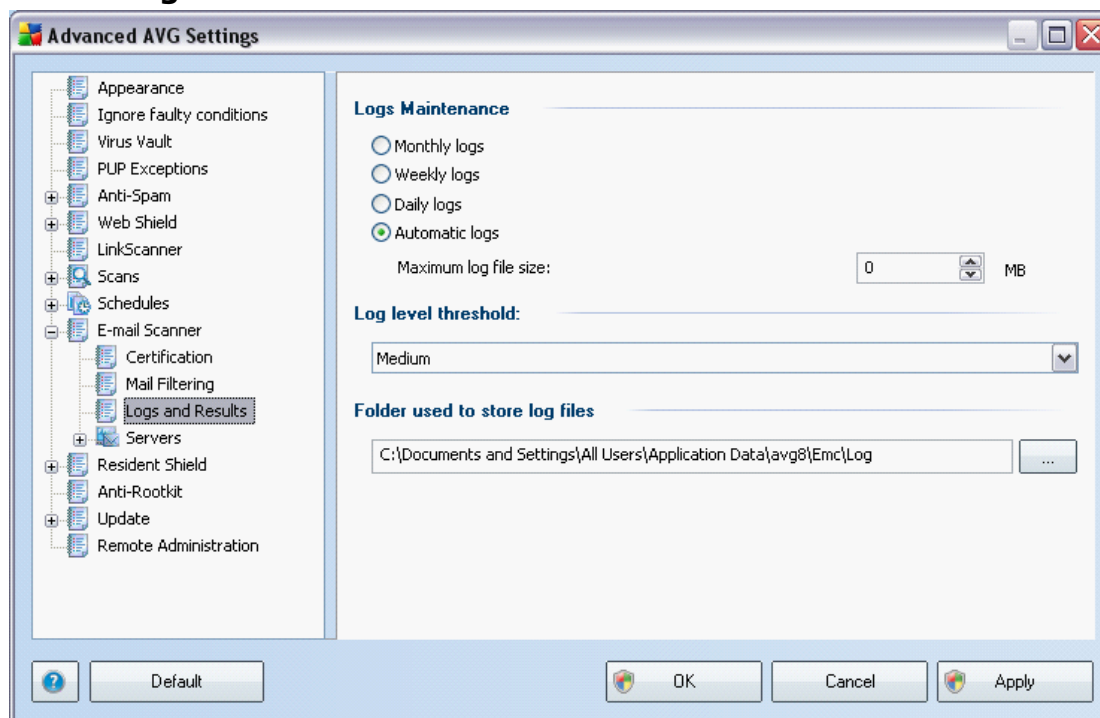 Advanced AVG Settings
Appearance
Ignore faulty conditions
Virus Vault
PUP Exceptions
Anti-Spam
Web Shield
LinkScanner
Scans
Schedules
E-mail Scanner
Certification
Mail Filtering
Logs and Results
Servers
Resident Shield
Anti-Rootkit
Update
Remote Administration
Logs Maintenance
Monthly logs
Weekly logs
Daily logs
Automatic logs
Maximum log file size: 0 MB
Log level threshold:
Medium
Folder used to store log files
C:\Documents and Settings\All Users\Application Data\avg8\Emc\Log ...
? Default OK Cancel Apply